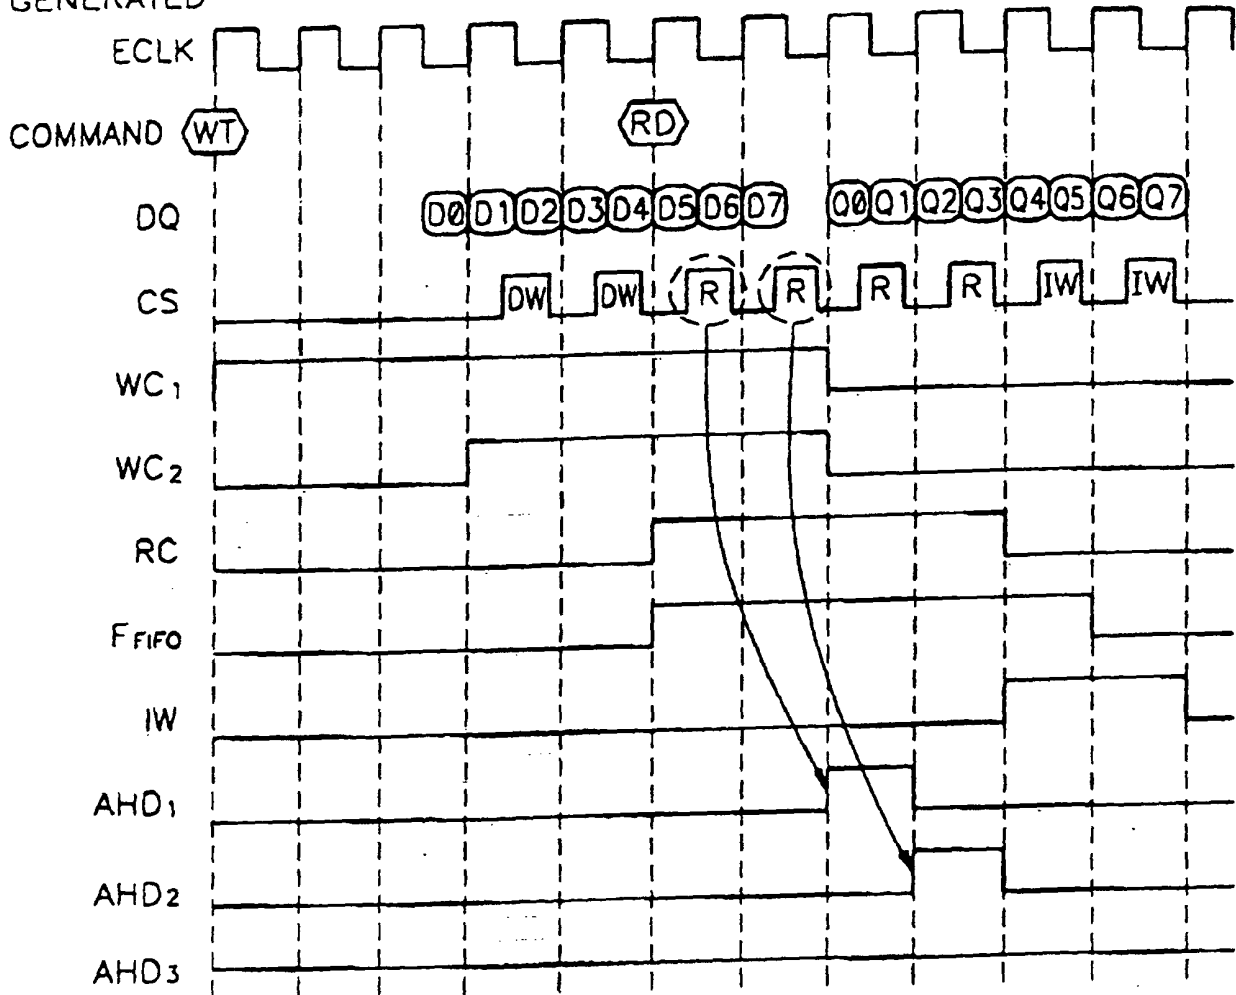 GENERATED
ECLK
COMMAND WT RD
DQ D0 D1 D2 D3 D4 D5 D6 D7 Q0 Q1 Q2 Q3 Q4 Q5 Q6 Q7
CS DW DW R R R R IW IW
WC1
WC2
RC
FFIFO
IW
AHD1
AHD2
AHD3